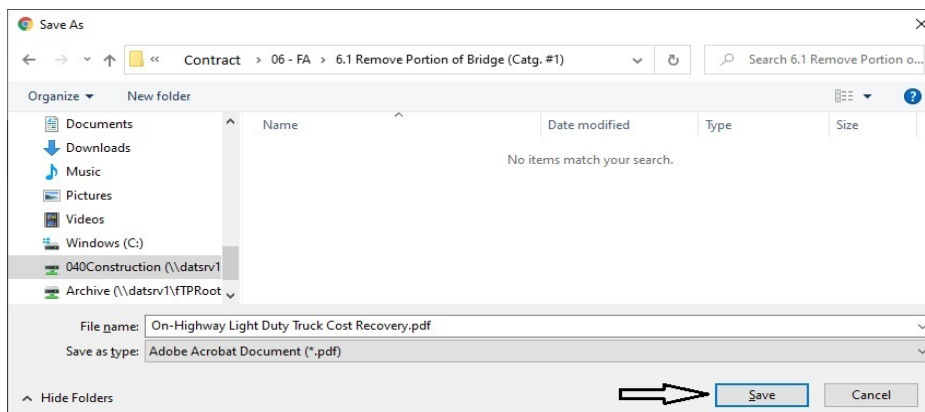 Save As
« Contract › 06 - FA › 6.1 Remove Portion of Bridge (Catg. #1)
Search 6.1 Remove Portion o...
Organize
New folder
?
Documents
Downloads
Music
Pictures
Videos
Windows (C:)
040Construction (\\datsrv1
Archive (\\datsrv1\fTPRoot
Name
Date modified
Type
Size
No items match your search.
File name: On-Highway Light Duty Truck Cost Recovery.pdf
Save as type: Adobe Acrobat Document (*.pdf)
Hide Folders
Save
Cancel